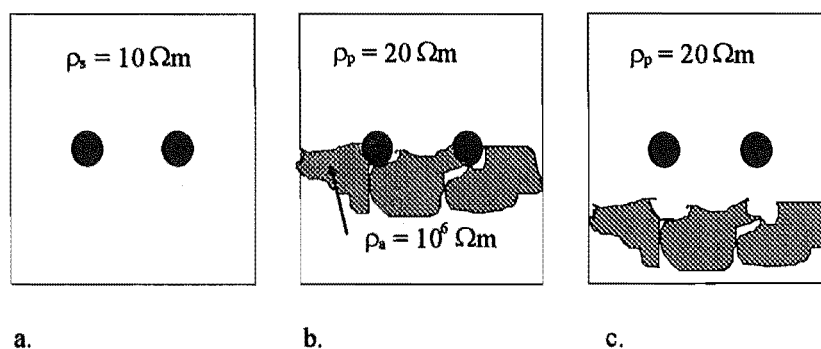 ρₛ = 10 Ωm
ρₚ = 20 Ωm
ρₚ = 20 Ωm
ρₐ = 10⁶ Ωm
a.
b.
c.